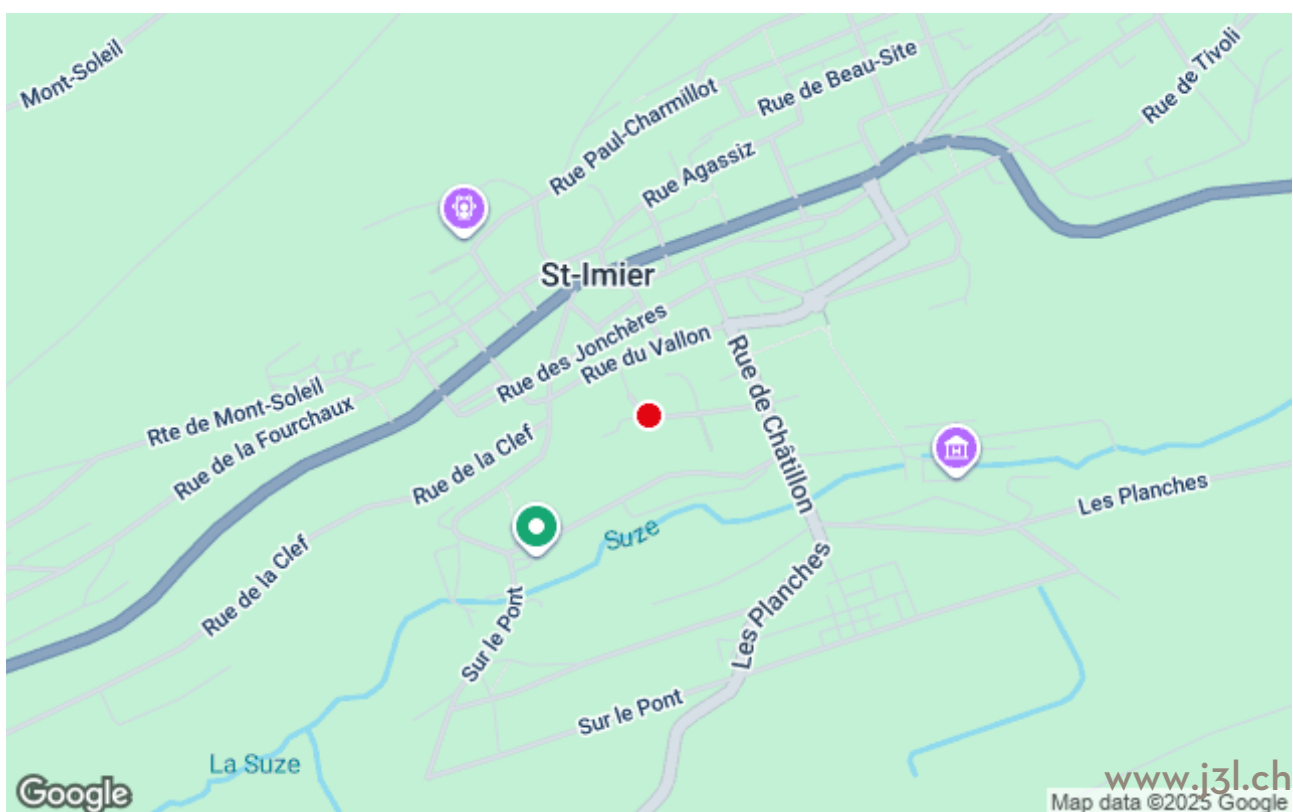 Mont-Soleil
Rue Paul-Charmillot
Rue de Beau-Site
Rue de Tivoli
Rue Agassiz
St-Imier
Rue des Jonchères
Rue du Vallon
Rte de Mont-Soleil
Rue de la Fourchaux
Rue de la Clef
Rue de Châtillon
Les Planches
Suze
Rue de la Clef
Sur le Pont
Les Planches
Sur le Pont
La Suze
Google
www.j3l.ch
Map data ©2025 Google